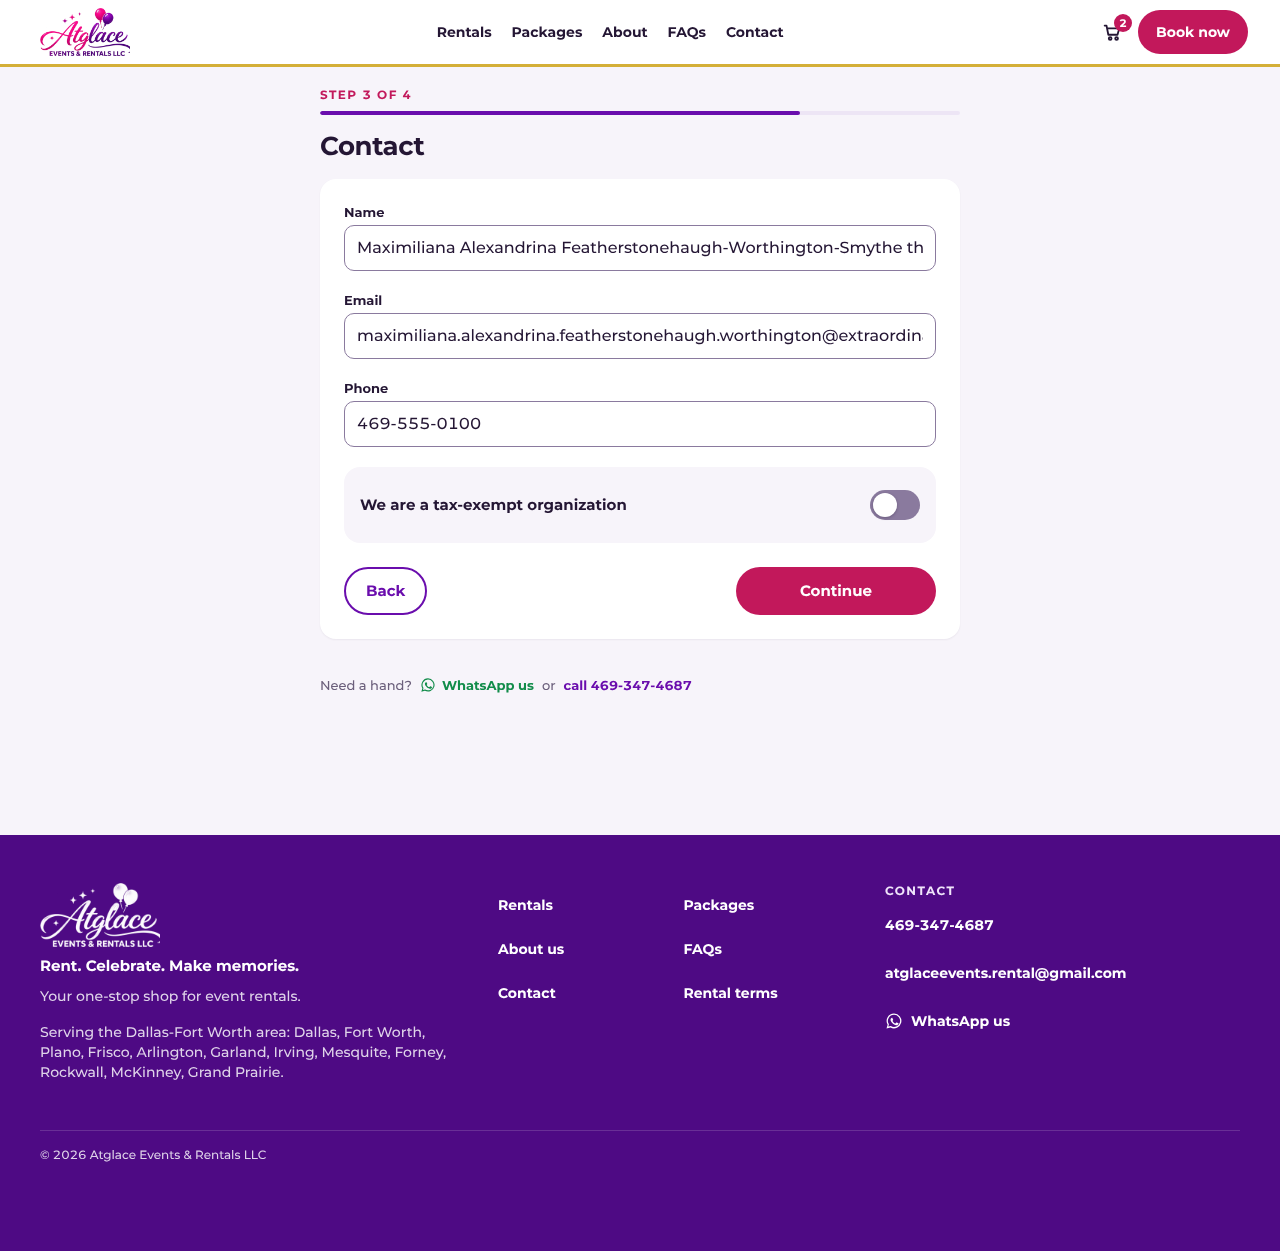 Atglace
EVENTS & RENTALS LLC
Rentals
Packages
About
FAQs
Contact
2
Book now
STEP 3 OF 4
Contact
Name
Maximiliana Alexandrina Featherstonehaugh-Worthington-Smythe th
Email
maximiliana.alexandrina.featherstonehaugh.worthington@extraordin
Phone
469-555-0100
We are a tax-exempt organization
Back
Continue
Need a hand? WhatsApp us or call 469-347-4687
Atglace
EVENTS & RENTALS LLC
Rent. Celebrate. Make memories.
Your one-stop shop for event rentals.
Serving the Dallas-Fort Worth area: Dallas, Fort Worth,
Plano, Frisco, Arlington, Garland, Irving, Mesquite, Forney,
Rockwall, McKinney, Grand Prairie.
Rentals
Packages
About us
FAQs
Contact
Rental terms
CONTACT
469-347-4687
atglaceevents.rental@gmail.com
WhatsApp us
© 2026 Atglace Events & Rentals LLC